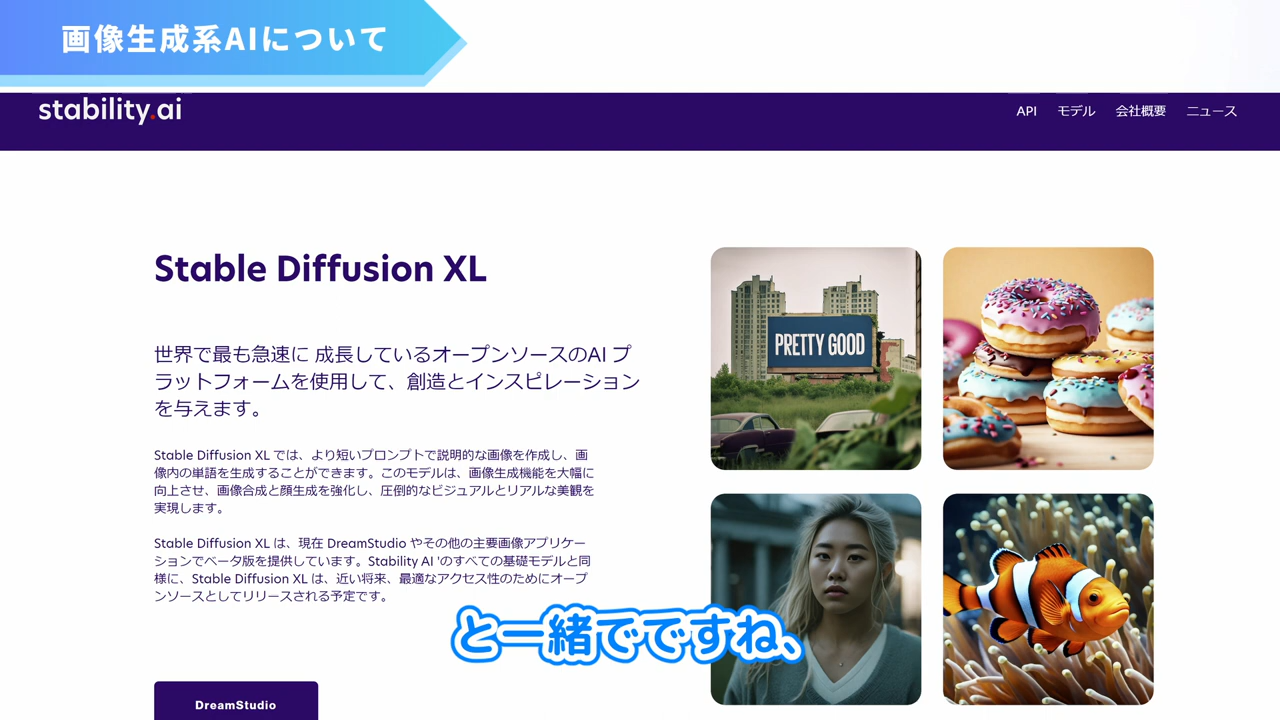 画像生成系AIについて
stability.ai
API モデル 会社概要 ニュース
Stable Diffusion XL
世界で最も急速に 成長しているオープンソースのAI プ
ラットフォームを使用して、創造とインスピレーション
を与えます。
Stable Diffusion XL では、より短いプロンプトで説明的な画像を作成し、画
像内の単語を生成することができます。このモデルは、画像生成機能を大幅に
向上させ、画像合成と顔生成を強化し、圧倒的なビジュアルとリアルな美観を
実現します。
Stable Diffusion XL は、現在 DreamStudio やその他の主要画像アプリケー
ションでベータ版を提供しています。Stability AI 'のすべての基礎モデルと同
様に、Stable Diffusion XL は、近い将来、最適なアクセス性のためにオープ
ンソースとしてリリースされる予定です。
DreamStudio
PRETTY GOOD
と一緒でですね、